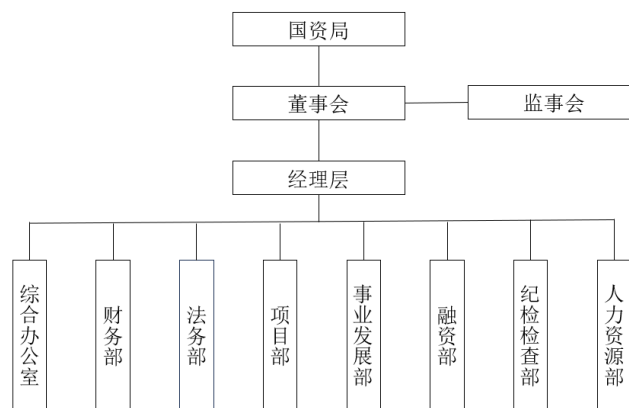 国资局
董事会
监事会
经理层
综合办公室
财务部
法务部
项目部
事业发展部
融资部
纪检检查部
人力资源部